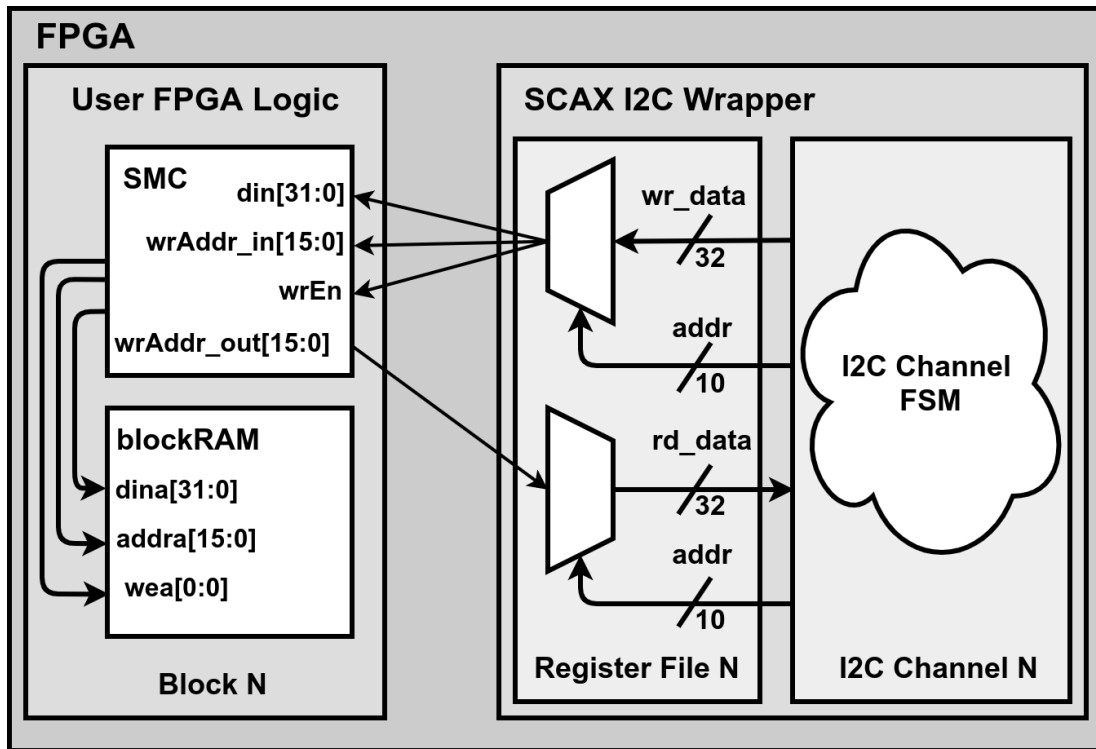 FPGA
User FPGA Logic
SMC
din[31:0]
wrAddr_in[15:0]
wrEn
wrAddr_out[15:0]
blockRAM
dina[31:0]
addra[15:0]
wea[0:0]
Block N
SCAX I2C Wrapper
wr_data
32
addr
10
rd_data
32
addr
10
Register File N
I2C Channel
FSM
I2C Channel N